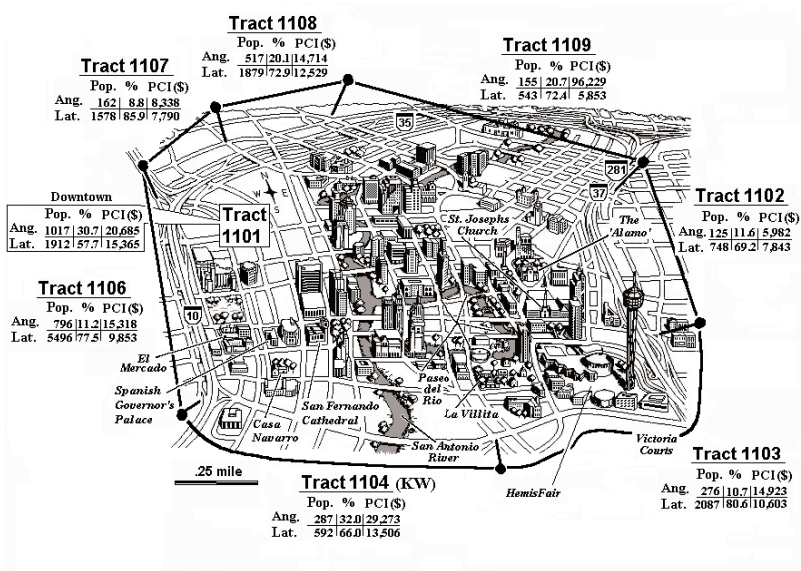 Tract 1108
Pop. % PCI($)
Ang. 517 20.1 14,714
Lat. 1879 72.9 12,529
Tract 1109
Pop. % PCI($)
Ang. 155 20.7 96,229
Lat. 543 72.4 5,853
Tract 1107
Pop. % PCI($)
Ang. 162 8.8 8,338
Lat. 1578 85.9 7,790
35
281
37
N
W E
S
Downtown
Pop. % PCI($)
Ang. 1017 30.7 20,685
Lat. 1912 57.7 15,365
Tract
1101
St. Josephs
Church
The
'Alamo'
Tract 1102
Pop. % PCI($)
Ang. 125 11.6 5,982
Lat. 748 69.2 7,843
Tract 1106
Pop. % PCI($)
Ang. 796 11.2 15,318
Lat. 5496 77.5 9,853
10
El
Mercado
Spanish
Governor's
Palace
Casa
Navarro
San Fernando
Cathedral
Paseo
del
Rio
La Villita
San Antonio
River
HemisFair
Victoria
Courts
.25 mile
Tract 1104 (KW)
Pop. % PCI($)
Ang. 287 32.0 29,273
Lat. 592 66.0 13,506
Tract 1103
Pop. % PCI($)
Ang. 276 10.7 14,923
Lat. 2087 80.6 10,603